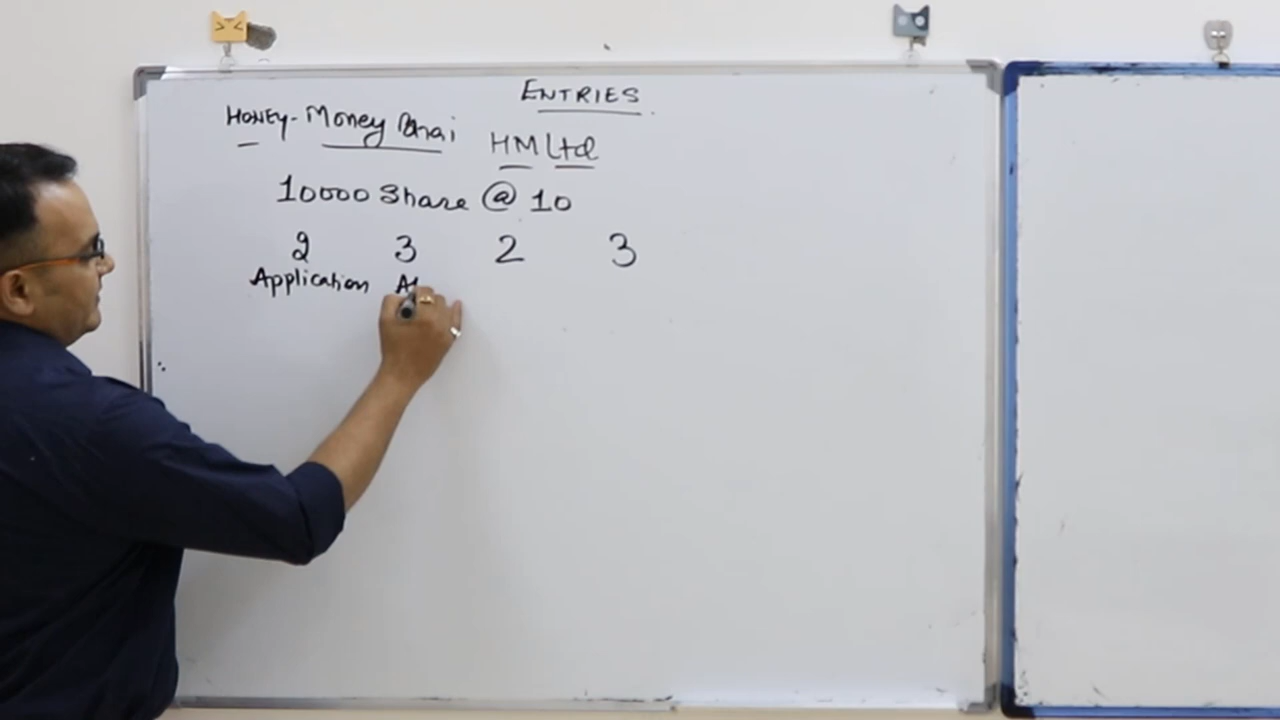 ENTRIES
HONEY- Money Bhai
HM Ltd
10000 Share @ 10
2 3 2 3
Application